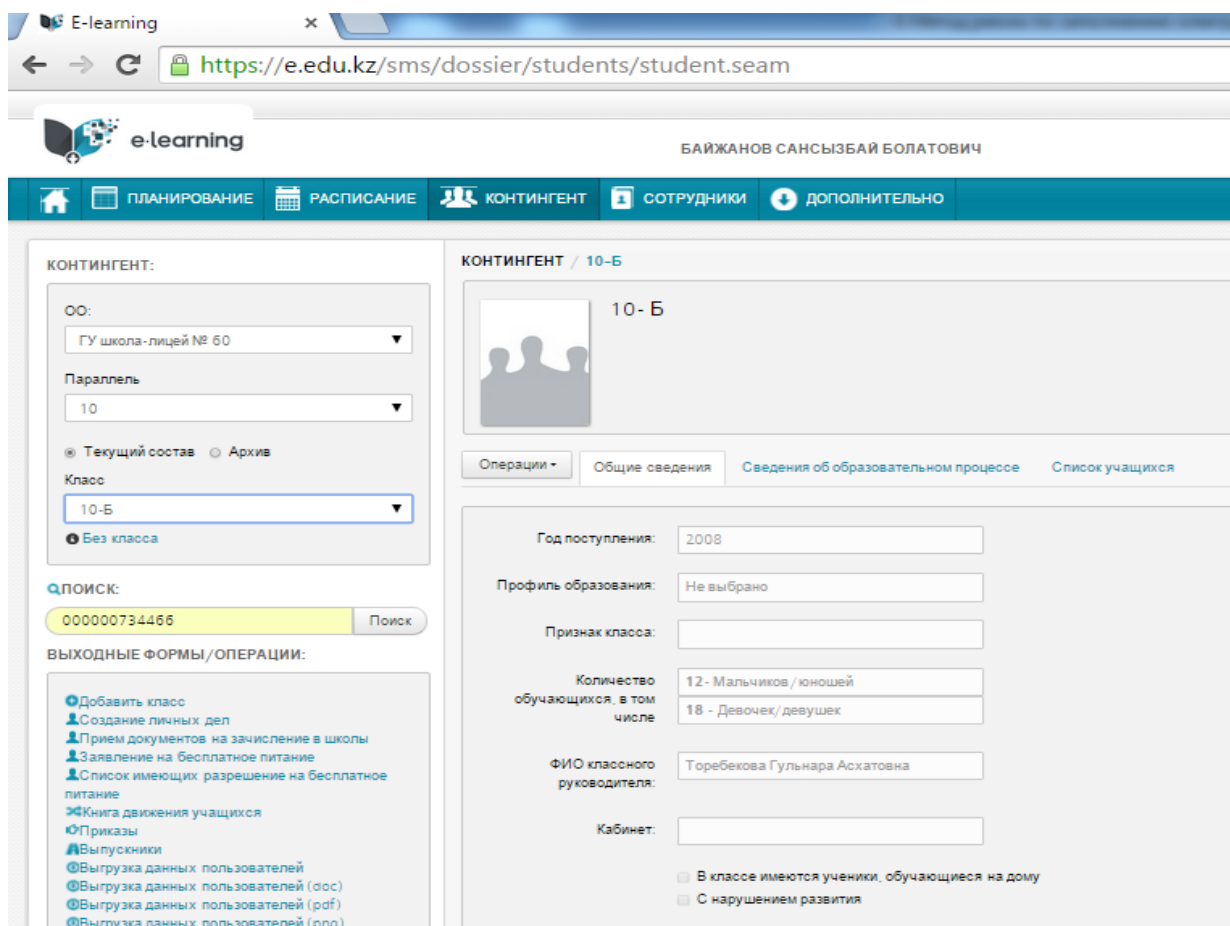 E-learning
https://e.edu.kz/sms/dossier/students/student.seam
e-learning
БАЙЖАНОВ САНСЫЗБАЙ БОЛАТОВИЧ
ПЛАНИРОВАНИЕ РАСПИСАНИЕ КОНТИНГЕНТ СОТРУДНИКИ ДОПОЛНИТЕЛЬНО
КОНТИНГЕНТ:
ОО:
ГУ школа-лицей № 60
Параллель
10
Текущий состав Архив
Класс
10-Б
Без класса
ПОИСК:
000000734466 Поиск
ВЫХОДНЫЕ ФОРМЫ/ОПЕРАЦИИ:
Добавить класс
Создание личных дел
Прием документов на зачисление в школы
Заявление на бесплатное питание
Список имеющих разрешение на бесплатное
питание
Книга движения учащихся
Приказы
Выпускники
Выгрузка данных пользователей
Выгрузка данных пользователей (doc)
Выгрузка данных пользователей (pdf)
Выгрузка данных пользователей (png)
КОНТИНГЕНТ / 10-Б
10- Б
Операции Общие сведения Сведения об образовательном процессе Список учащихся
Год поступления: 2008
Профиль образования: Не выбрано
Признак класса:
Количество
обучающихся, в том
числе
12- Мальчиков/юношей
18 - Девочек/девушек
ФИО классного
руководителя:
Торебекова Гульнара Асхатовна
Кабинет:
В классе имеются ученики, обучающиеся на дому
С нарушением развития